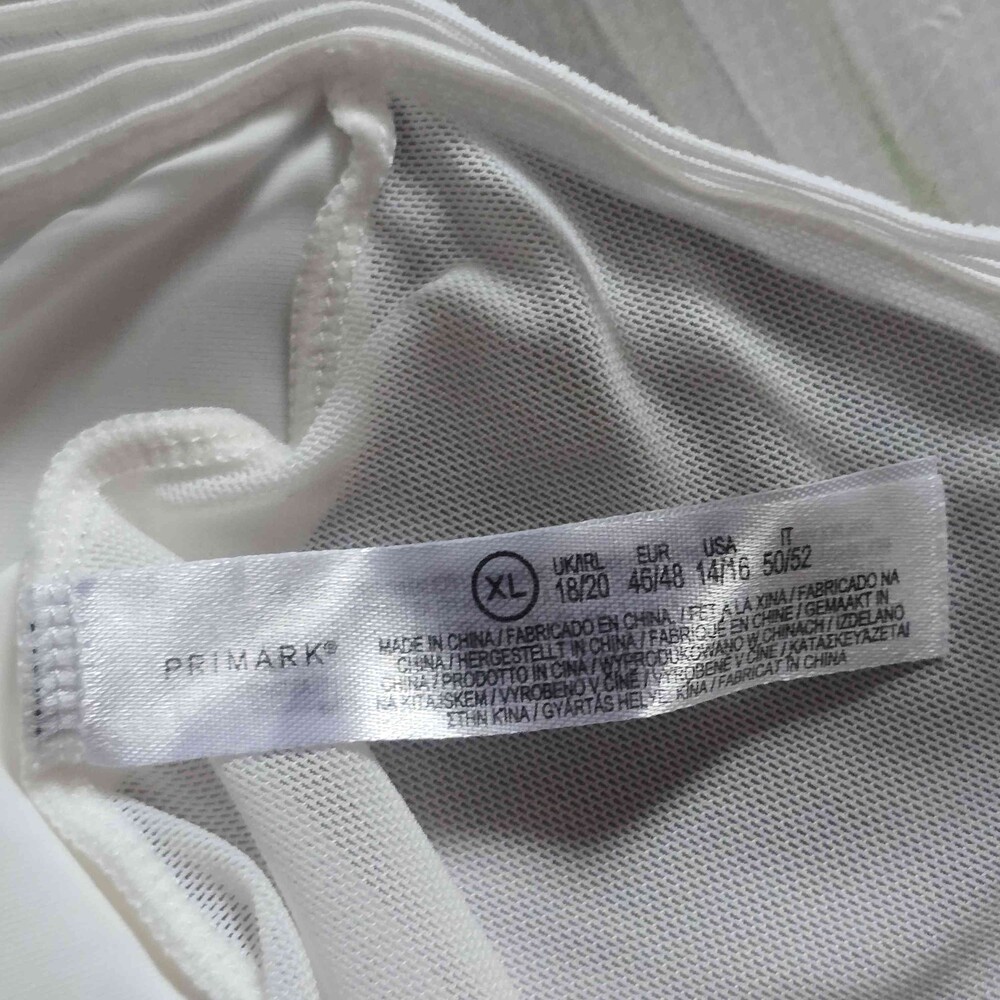 PRIMARK®
XL
UK/IRL EUR USA IT
18/20 46/48 14/16 50/52
MADE IN CHINA / FABRICADO EN CHINA / FET A LA XINA / FABRICADO NA
CHINA / HERGESTELLT IN CHINA / FABRIQUÉ EN CHINE / GEMAAKT IN
CHINA / PRODOTTO IN CINA / WYPRODUKOWANO W CHINACH / IZDELANO
NA KITAJSKEM / VYROBENO V ČÍNĚ / VYROBENÉ V ČÍNE / ΚΑΤΑΣΚΕΥΑΖΕΤΑΙ
ΣΤΗΝ ΚΙΝΑ / GYÁRTÁS HELYE: KÍNA / FABRICAT ÎN CHINA